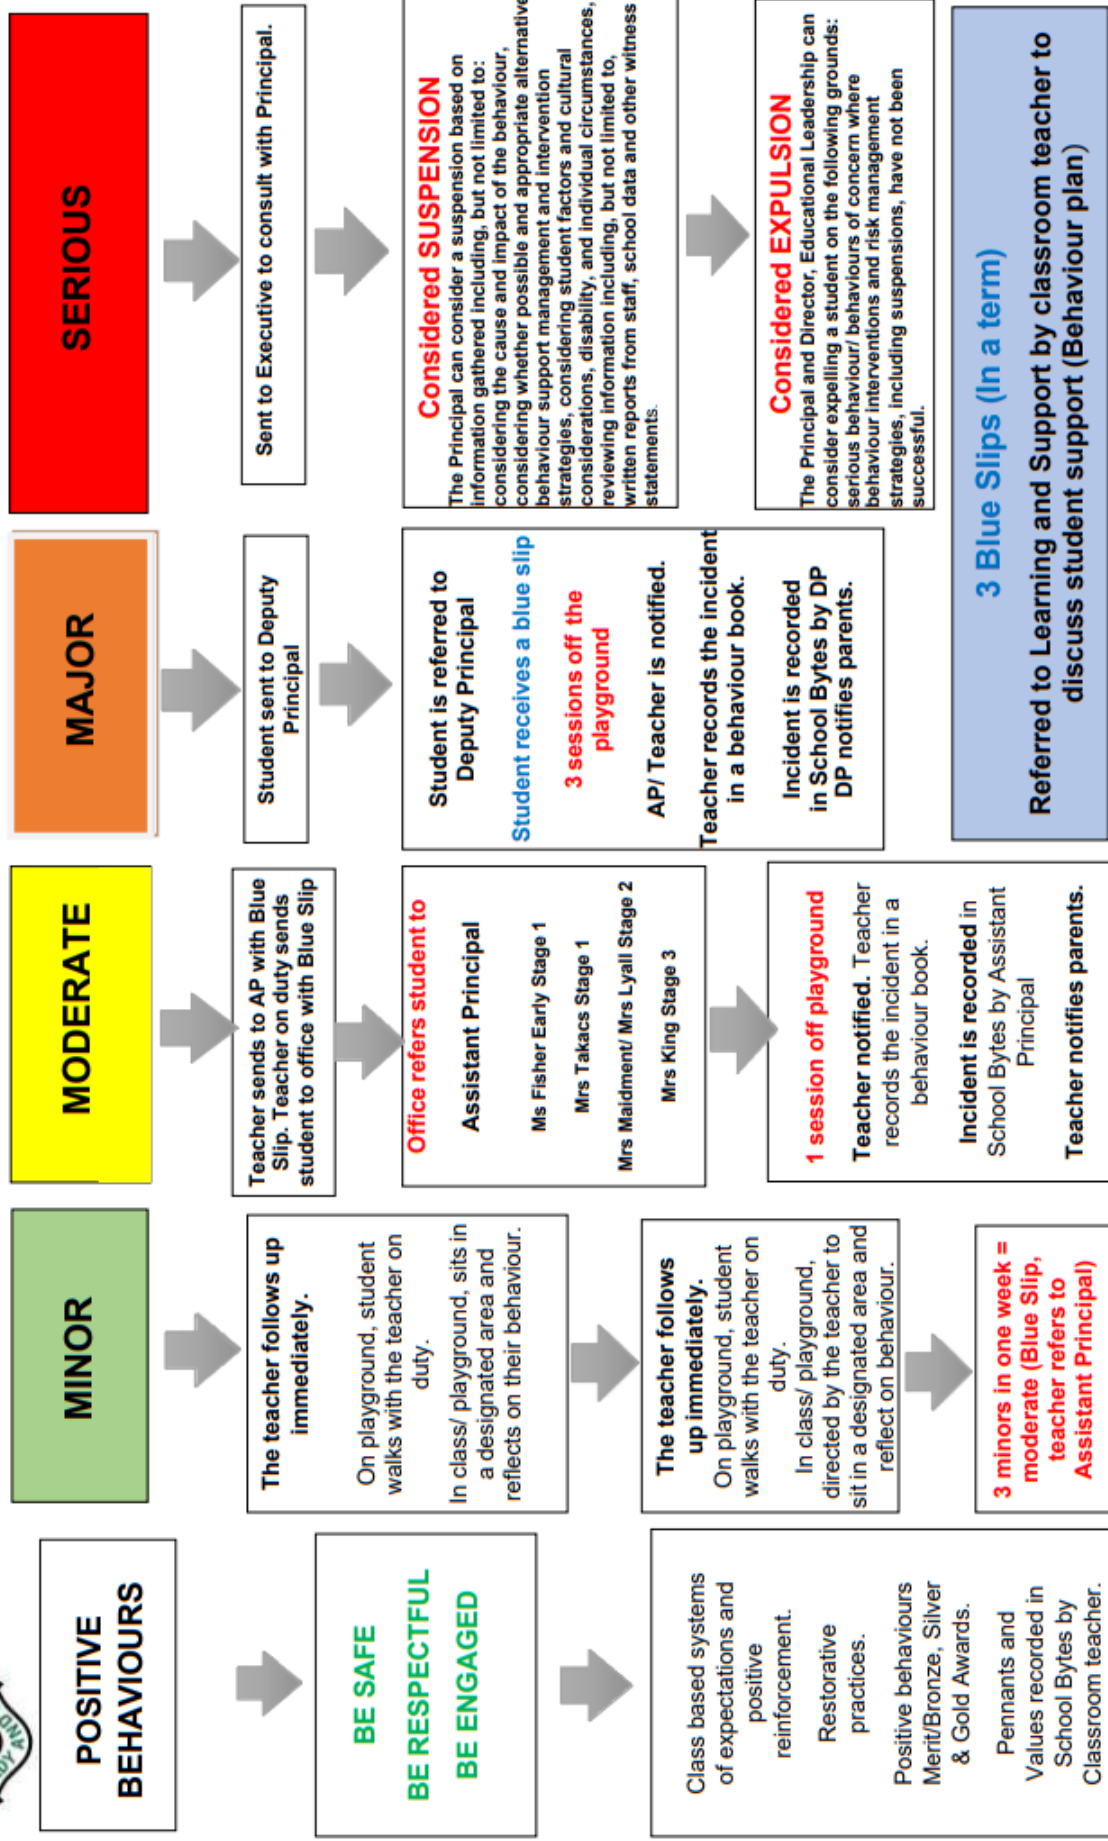 DY AND
POSITIVE
BEHAVIOURS
BE SAFE
BE RESPECTFUL
BE ENGAGED
Class based systems
of expectations and
positive
reinforcement.
Restorative
practices.
Positive behaviours
Merit/Bronze, Silver
& Gold Awards.
Pennants and
Values recorded in
School Bytes by
Classroom teacher.
MINOR
The teacher follows up
immediately.
On playground, student
walks with the teacher on
duty.
In class/ playground, sits in
a designated area and
reflects on their behaviour.
The teacher follows
up immediately.
On playground, student
walks with the teacher on
duty.
In class/ playground,
directed by the teacher to
sit in a designated area and
reflect on behaviour.
3 minors in one week =
moderate (Blue Slip,
teacher refers to
Assistant Principal)
MODERATE
Teacher sends to AP with Blue
Slip. Teacher on duty sends
student to office with Blue Slip
Office refers student to
Assistant Principal
Ms Fisher Early Stage 1
Mrs Takacs Stage 1
Mrs Maidment/ Mrs Lyall Stage 2
Mrs King Stage 3
1 session off playground
Teacher notified. Teacher
records the incident in a
behaviour book.
Incident is recorded in
School Bytes by Assistant
Principal
Teacher notifies parents.
MAJOR
Student sent to Deputy
Principal
Student is referred to
Deputy Principal
Student receives a blue slip
3 sessions off the
playground
AP/ Teacher is notified.
Teacher records the incident
in a behaviour book.
Incident is recorded
in School Bytes by DP
DP notifies parents.
SERIOUS
Sent to Executive to consult with Principal.
Considered SUSPENSION
The Principal can consider a suspension based on
information gathered including, but not limited to:
considering the cause and impact of the behaviour,
considering whether possible and appropriate alternative
behaviour support management and intervention
strategies, considering student factors and cultural
considerations, disability, and individual circumstances,
reviewing information including, but not limited to,
written reports from staff, school data and other witness
statements.
Considered EXPULSION
The Principal and Director, Educational Leadership can
consider expelling a student on the following grounds:
serious behaviour/ behaviours of concern where
behaviour interventions and risk management
strategies, including suspensions, have not been
successful.
3 Blue Slips (In a term)
Referred to Learning and Support by classroom teacher to
discuss student support (Behaviour plan)